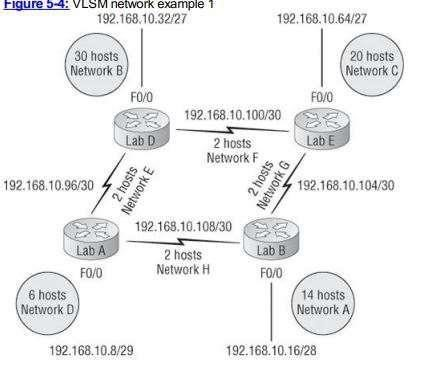 Figure 5-4: VLSM network example 1
192.168.10.32/27
192.168.10.64/27
30 hosts
Network B
20 hosts
Network C
F0/0
F0/0
192.168.10.100/30
Lab D
Lab E
2 hosts
Network F
192.168.10.96/30
2 hosts
Network E
2 hosts
Network G
192.168.10.104/30
192.168.10.108/30
Lab A
Lab B
2 hosts
Network H
F0/0
F0/0
6 hosts
Network D
14 hosts
Network A
192.168.10.8/29
192.168.10.16/28